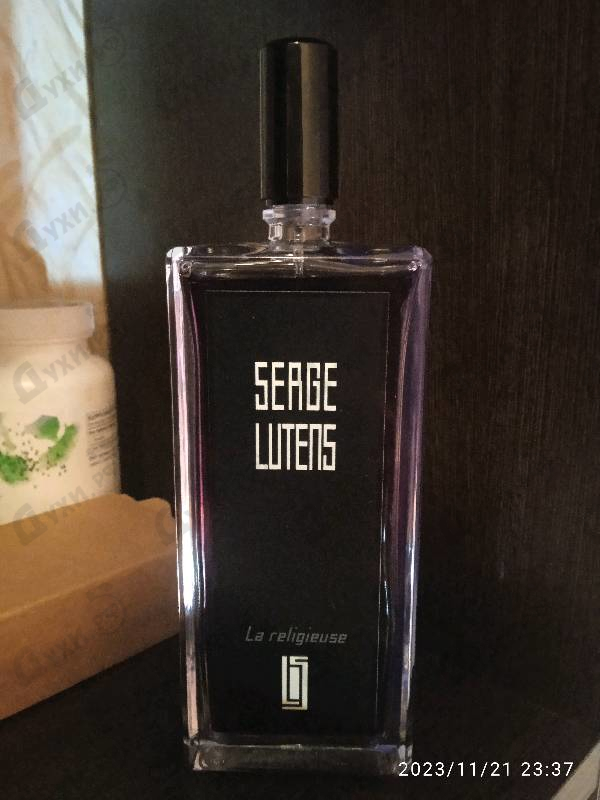 SERGE
LUTENS
La religieuse
2023/11/21 23:37